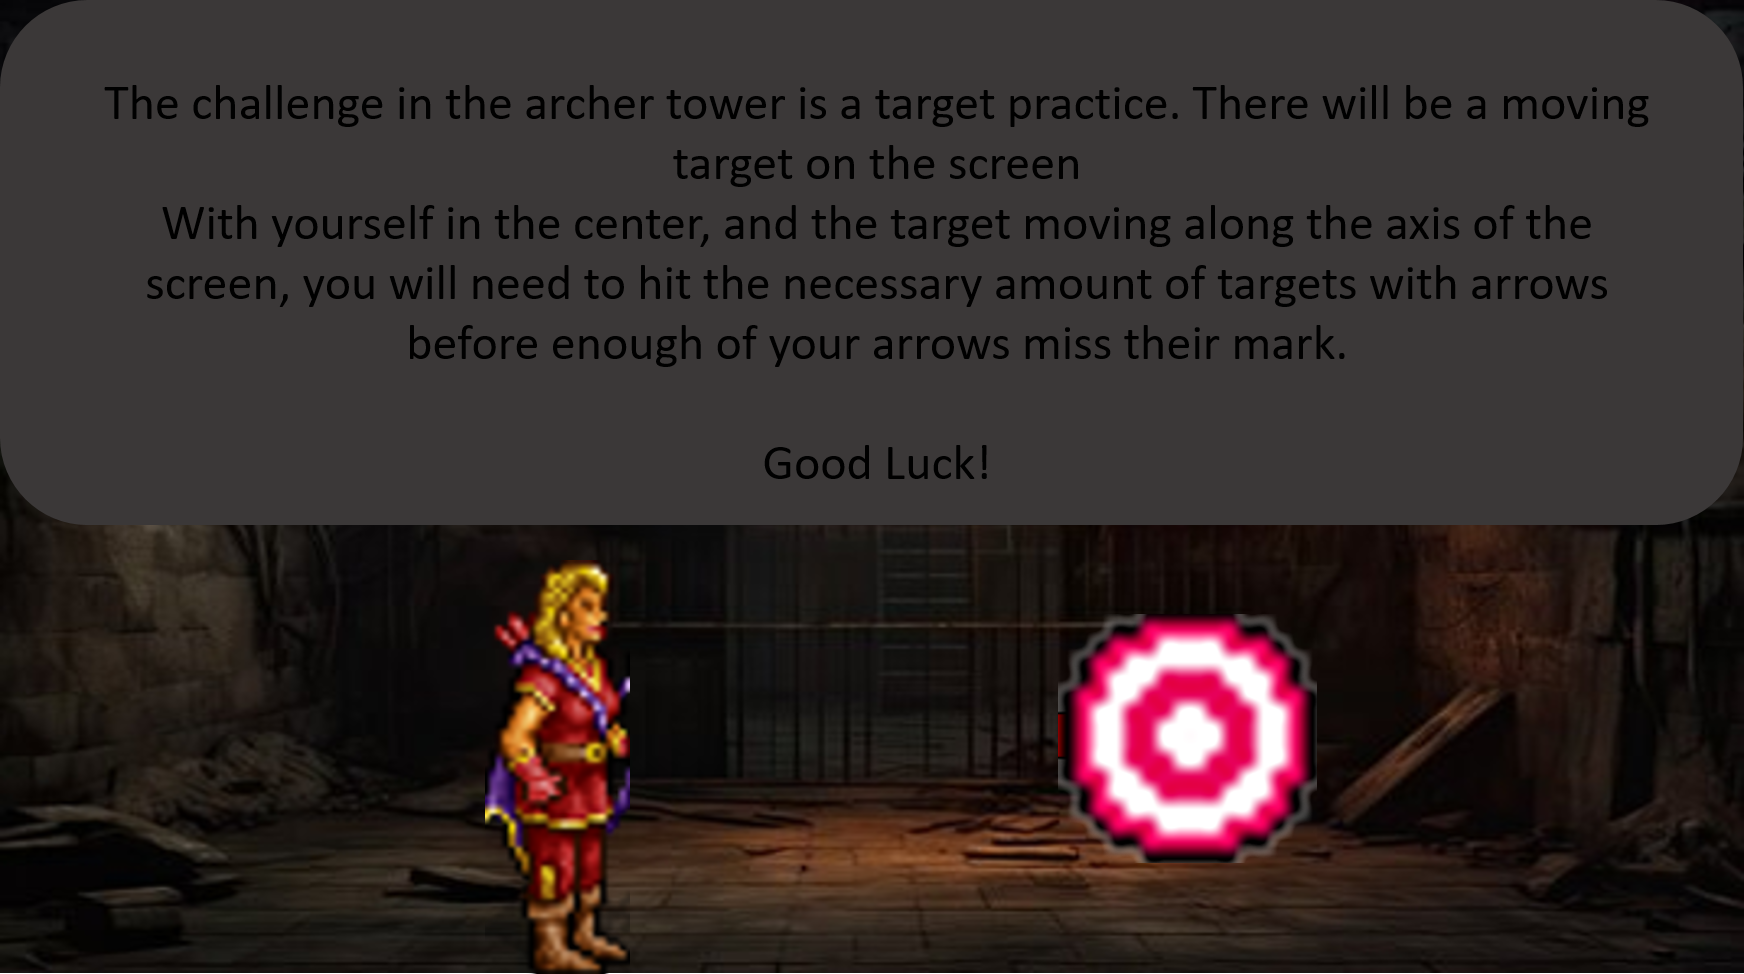 The challenge in the archer tower is a target practice. There will be a moving
target on the screen
With yourself in the center, and the target moving along the axis of the
screen, you will need to hit the necessary amount of targets with arrows
before enough of your arrows miss their mark.
Good Luck!